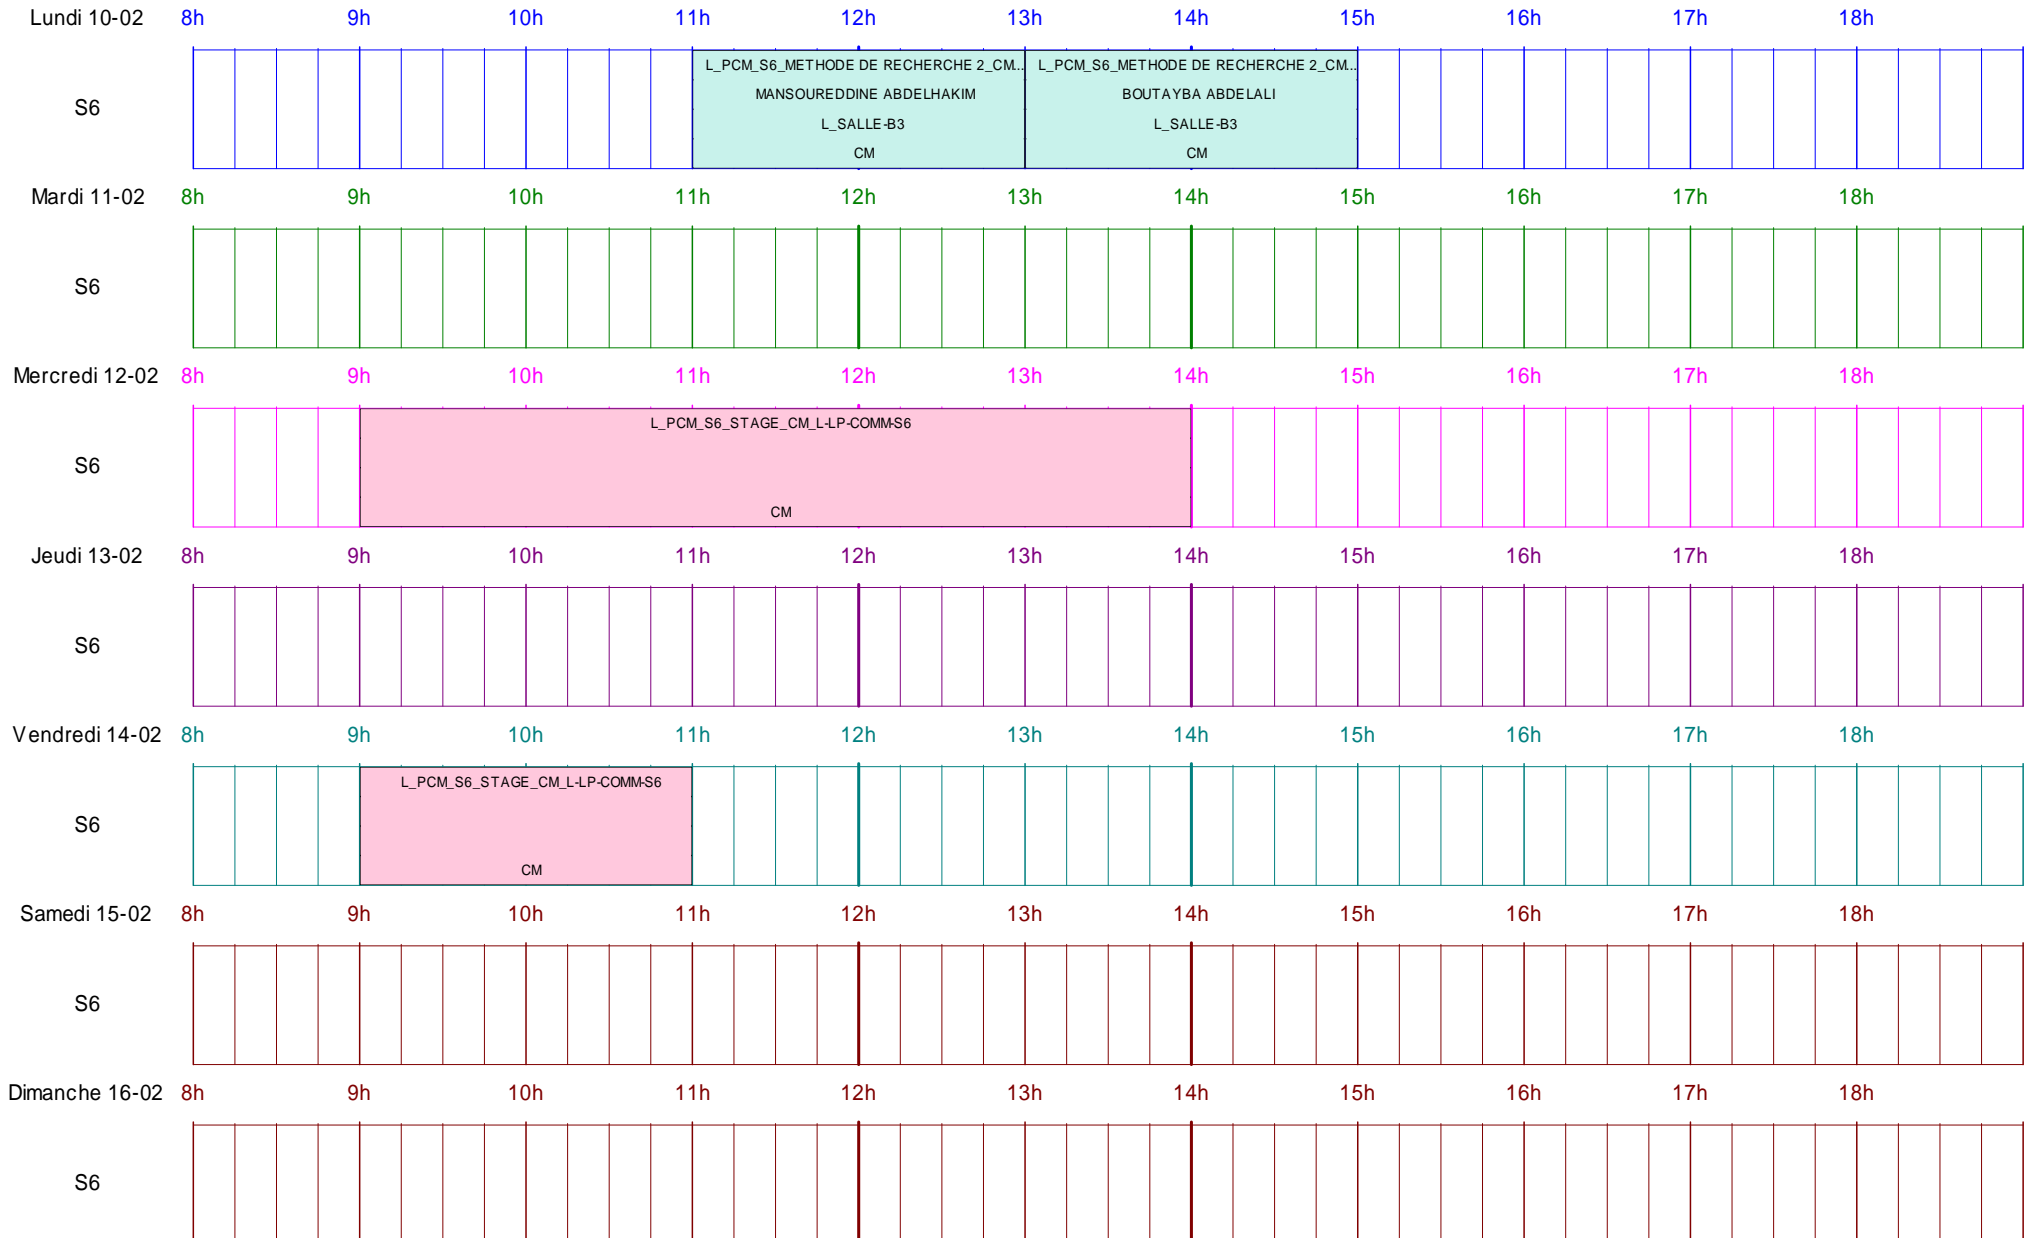 Lundi 10-02 8h 9h 10h 11h 12h 13h 14h 15h 16h 17h 18h
S6
L_PCM_S6_METHODE DE RECHERCHE 2_CM...
MANSOUREDDINE ABDELHAKIM
L_SALLE-B3
CM
L_PCM_S6_METHODE DE RECHERCHE 2_CM...
BOUTAYBA ABDELALI
L_SALLE-B3
CM
Mardi 11-02 8h 9h 10h 11h 12h 13h 14h 15h 16h 17h 18h
S6
Mercredi 12-02 8h 9h 10h 11h 12h 13h 14h 15h 16h 17h 18h
S6
L_PCM_S6_STAGE_CM_L-LP-COMM-S6
CM
Jeudi 13-02 8h 9h 10h 11h 12h 13h 14h 15h 16h 17h 18h
S6
Vendredi 14-02 8h 9h 10h 11h 12h 13h 14h 15h 16h 17h 18h
S6
L_PCM_S6_STAGE_CM_L-LP-COMM-S6
CM
Samedi 15-02 8h 9h 10h 11h 12h 13h 14h 15h 16h 17h 18h
S6
Dimanche 16-02 8h 9h 10h 11h 12h 13h 14h 15h 16h 17h 18h
S6